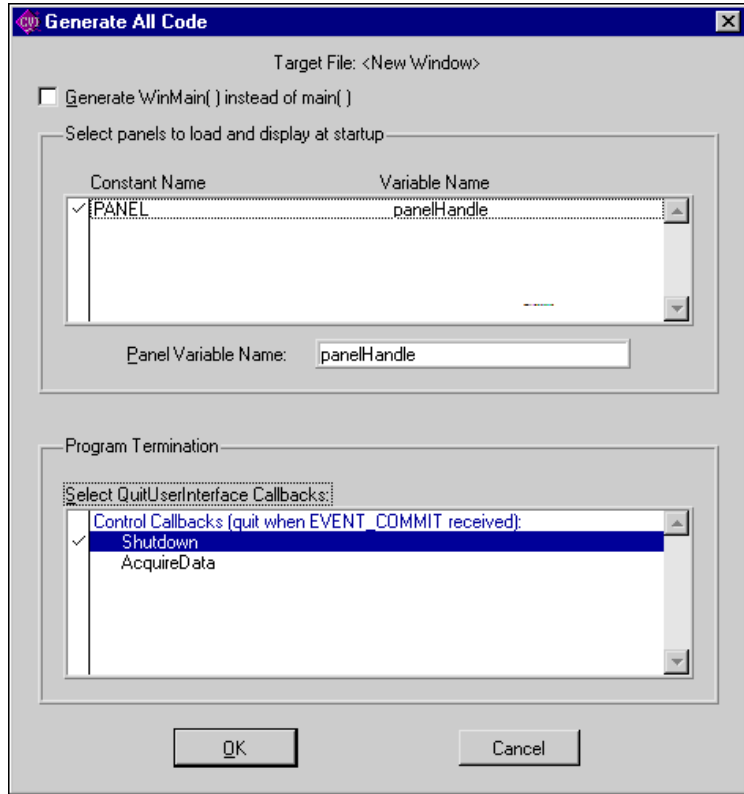 CVI Generate All Code
Target File: <New Window>
Generate WinMain( ) instead of main( )
Select panels to load and display at startup
Constant Name Variable Name
PANEL panelHandle
Panel Variable Name: panelHandle
Program Termination
Select QuitUserInterface Callbacks:
Control Callbacks (quit when EVENT_COMMIT received):
Shutdown
AcquireData
OK Cancel